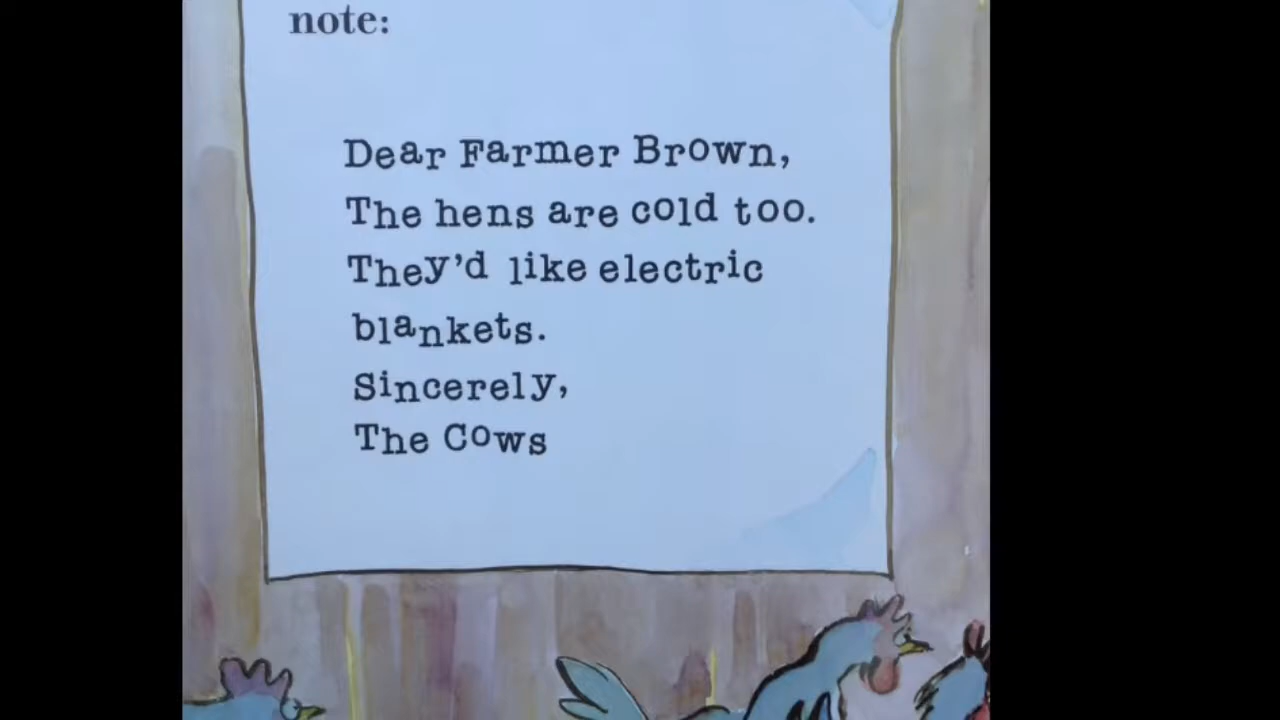 note:
Dear Farmer Brown,
The hens are cold too.
They'd like electric
blankets.
Sincerely,
The Cows